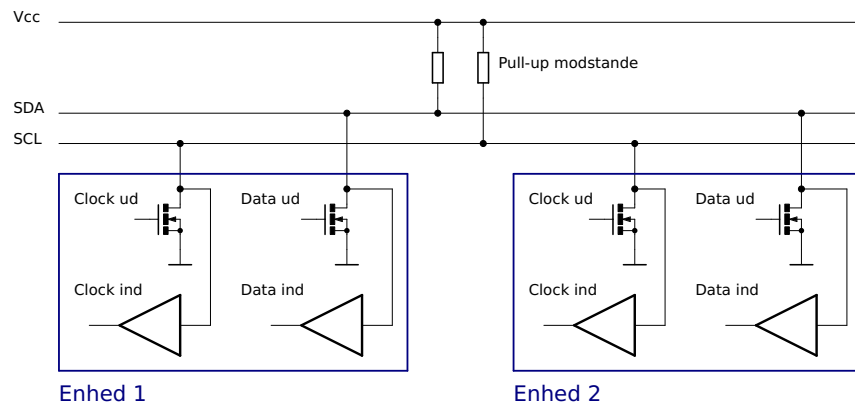 Vcc
Pull-up modstande
SDA
SCL
Clock ud
Data ud
Clock ud
Data ud
Clock ind
Data ind
Clock ind
Data ind
Enhed 1
Enhed 2